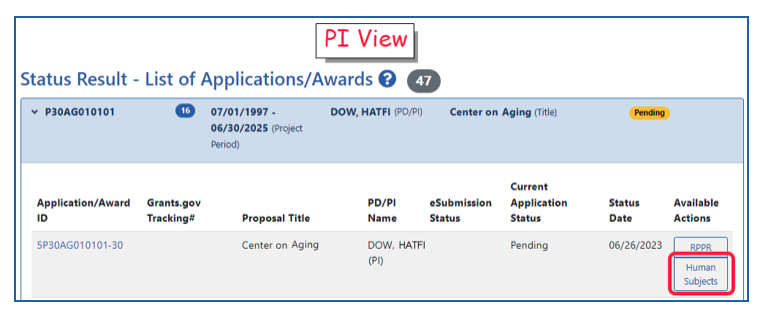 PI View
Status Result - List of Applications/Awards ? 47
P30AG010101 16 07/01/1997 - 06/30/2025 (Project Period) DOW, HATFI (PD/PI) Center on Aging (Title) Pending
Application/Award ID Grants.gov Tracking# Proposal Title PD/PI Name eSubmission Status Current Application Status Status Date Available Actions
5P30AG010101-30 Center on Aging DOW, HATFI (PI) Pending 06/26/2023 RPPR
Human Subjects